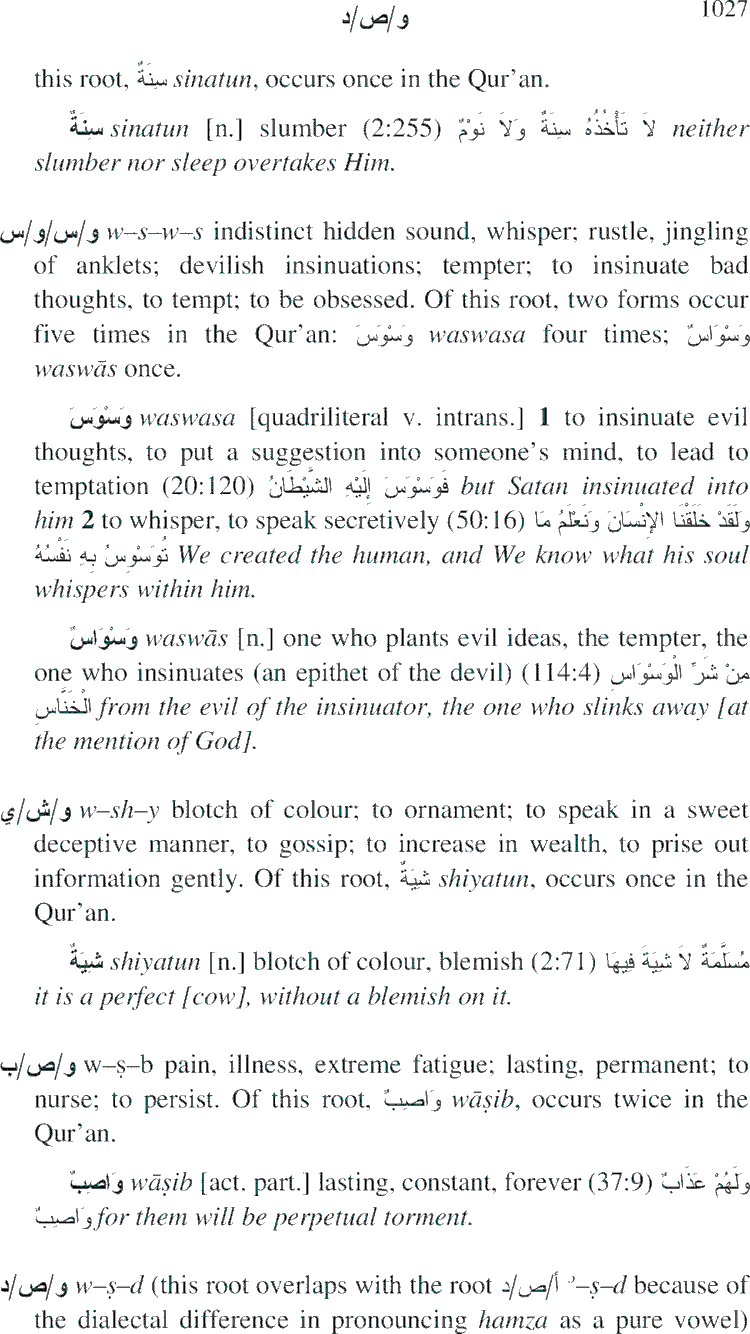 و/ص/د 1027
this root, سِنَةٌ sinatun, occurs once in the Qur'an.
سِنَةٌ sinatun [n.] slumber (2:255) لاَ تَأْخُذُهُ سِنَةٌ وَلاَ نَوْمٌ neither
slumber nor sleep overtakes Him.
و/س/و/س w–s–w–s indistinct hidden sound, whisper; rustle, jingling
of anklets; devilish insinuations; tempter; to insinuate bad
thoughts, to tempt; to be obsessed. Of this root, two forms occur
five times in the Qur'an: وَسْوَسَ waswasa four times; وَسْوَاسٌ
waswās once.
وَسْوَسَ waswasa [quadriliteral v. intrans.] 1 to insinuate evil
thoughts, to put a suggestion into someone's mind, to lead to
temptation (20:120) فَوَسْوَسَ إِلَيْهِ الشَّيْطَانُ but Satan insinuated into
him 2 to whisper, to speak secretively (50:16) وَلَقَدْ خَلَقْنَا الإِنْسَانَ وَنَعْلَمُ مَا
تُوَسْوِسُ بِهِ نَفْسُهُ We created the human, and We know what his soul
whispers within him.
وَسْوَاسٌ waswās [n.] one who plants evil ideas, the tempter, the
one who insinuates (an epithet of the devil) (114:4) مِنْ شَرِّ الْوَسْوَاسِ
الْخَنَّاسِ from the evil of the insinuator, the one who slinks away [at
the mention of God].
و/ش/ي w–sh–y blotch of colour; to ornament; to speak in a sweet
deceptive manner, to gossip; to increase in wealth, to prise out
information gently. Of this root, شيَةٌ shiyatun, occurs once in the
Qur'an.
شيَةٌ shiyatun [n.] blotch of colour, blemish (2:71) مُسَلَّمَةٌ لاَ شيَةَ فِيهَا
it is a perfect [cow], without a blemish on it.
و/ص/ب w–ṣ–b pain, illness, extreme fatigue; lasting, permanent; to
nurse; to persist. Of this root, وَاصِبٌ wāṣib, occurs twice in the
Qur'an.
وَاصِبٌ wāṣib [act. part.] lasting, constant, forever (37:9) وَلَهُمْ عَذَابٌ
وَاصِبٌ for them will be perpetual torment.
و/ص/د w–ṣ–d (this root overlaps with the root أ/ص/د ʾ–ṣ–d because of
the dialectal difference in pronouncing hamza as a pure vowel)